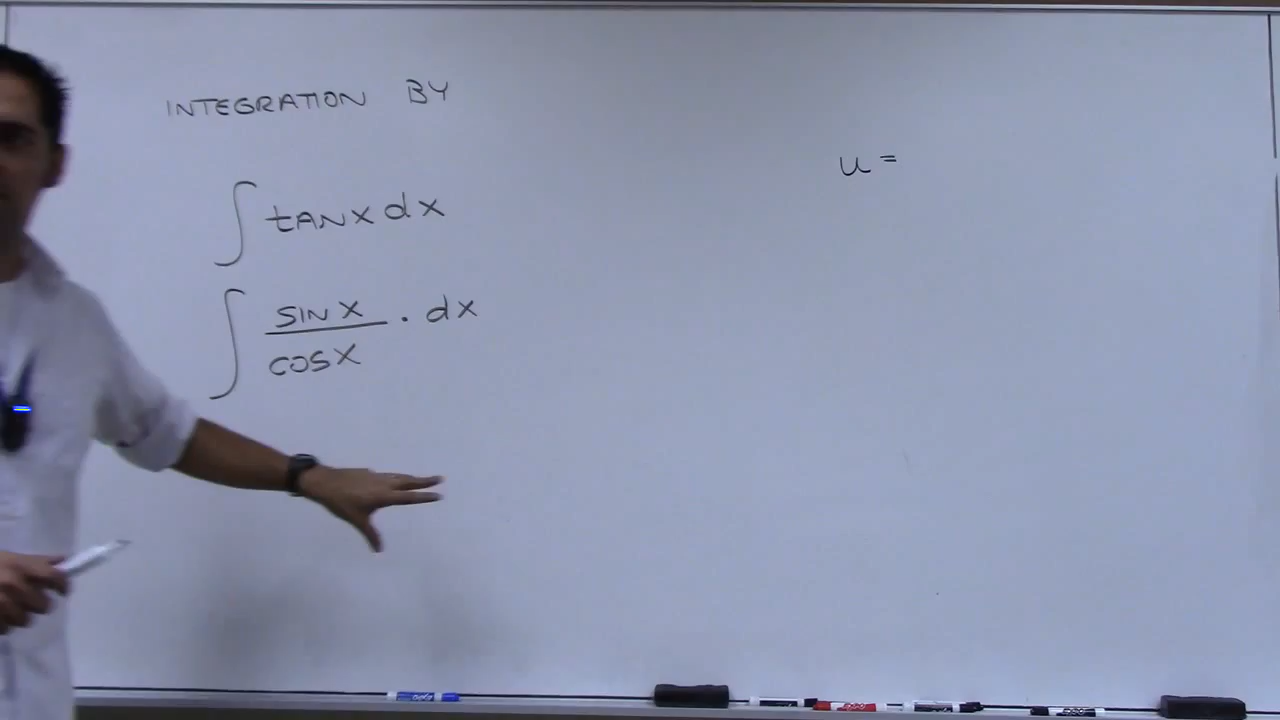 INTEGRATION BY
∫ tan x dx
∫ sin x / cos x · dx
u =